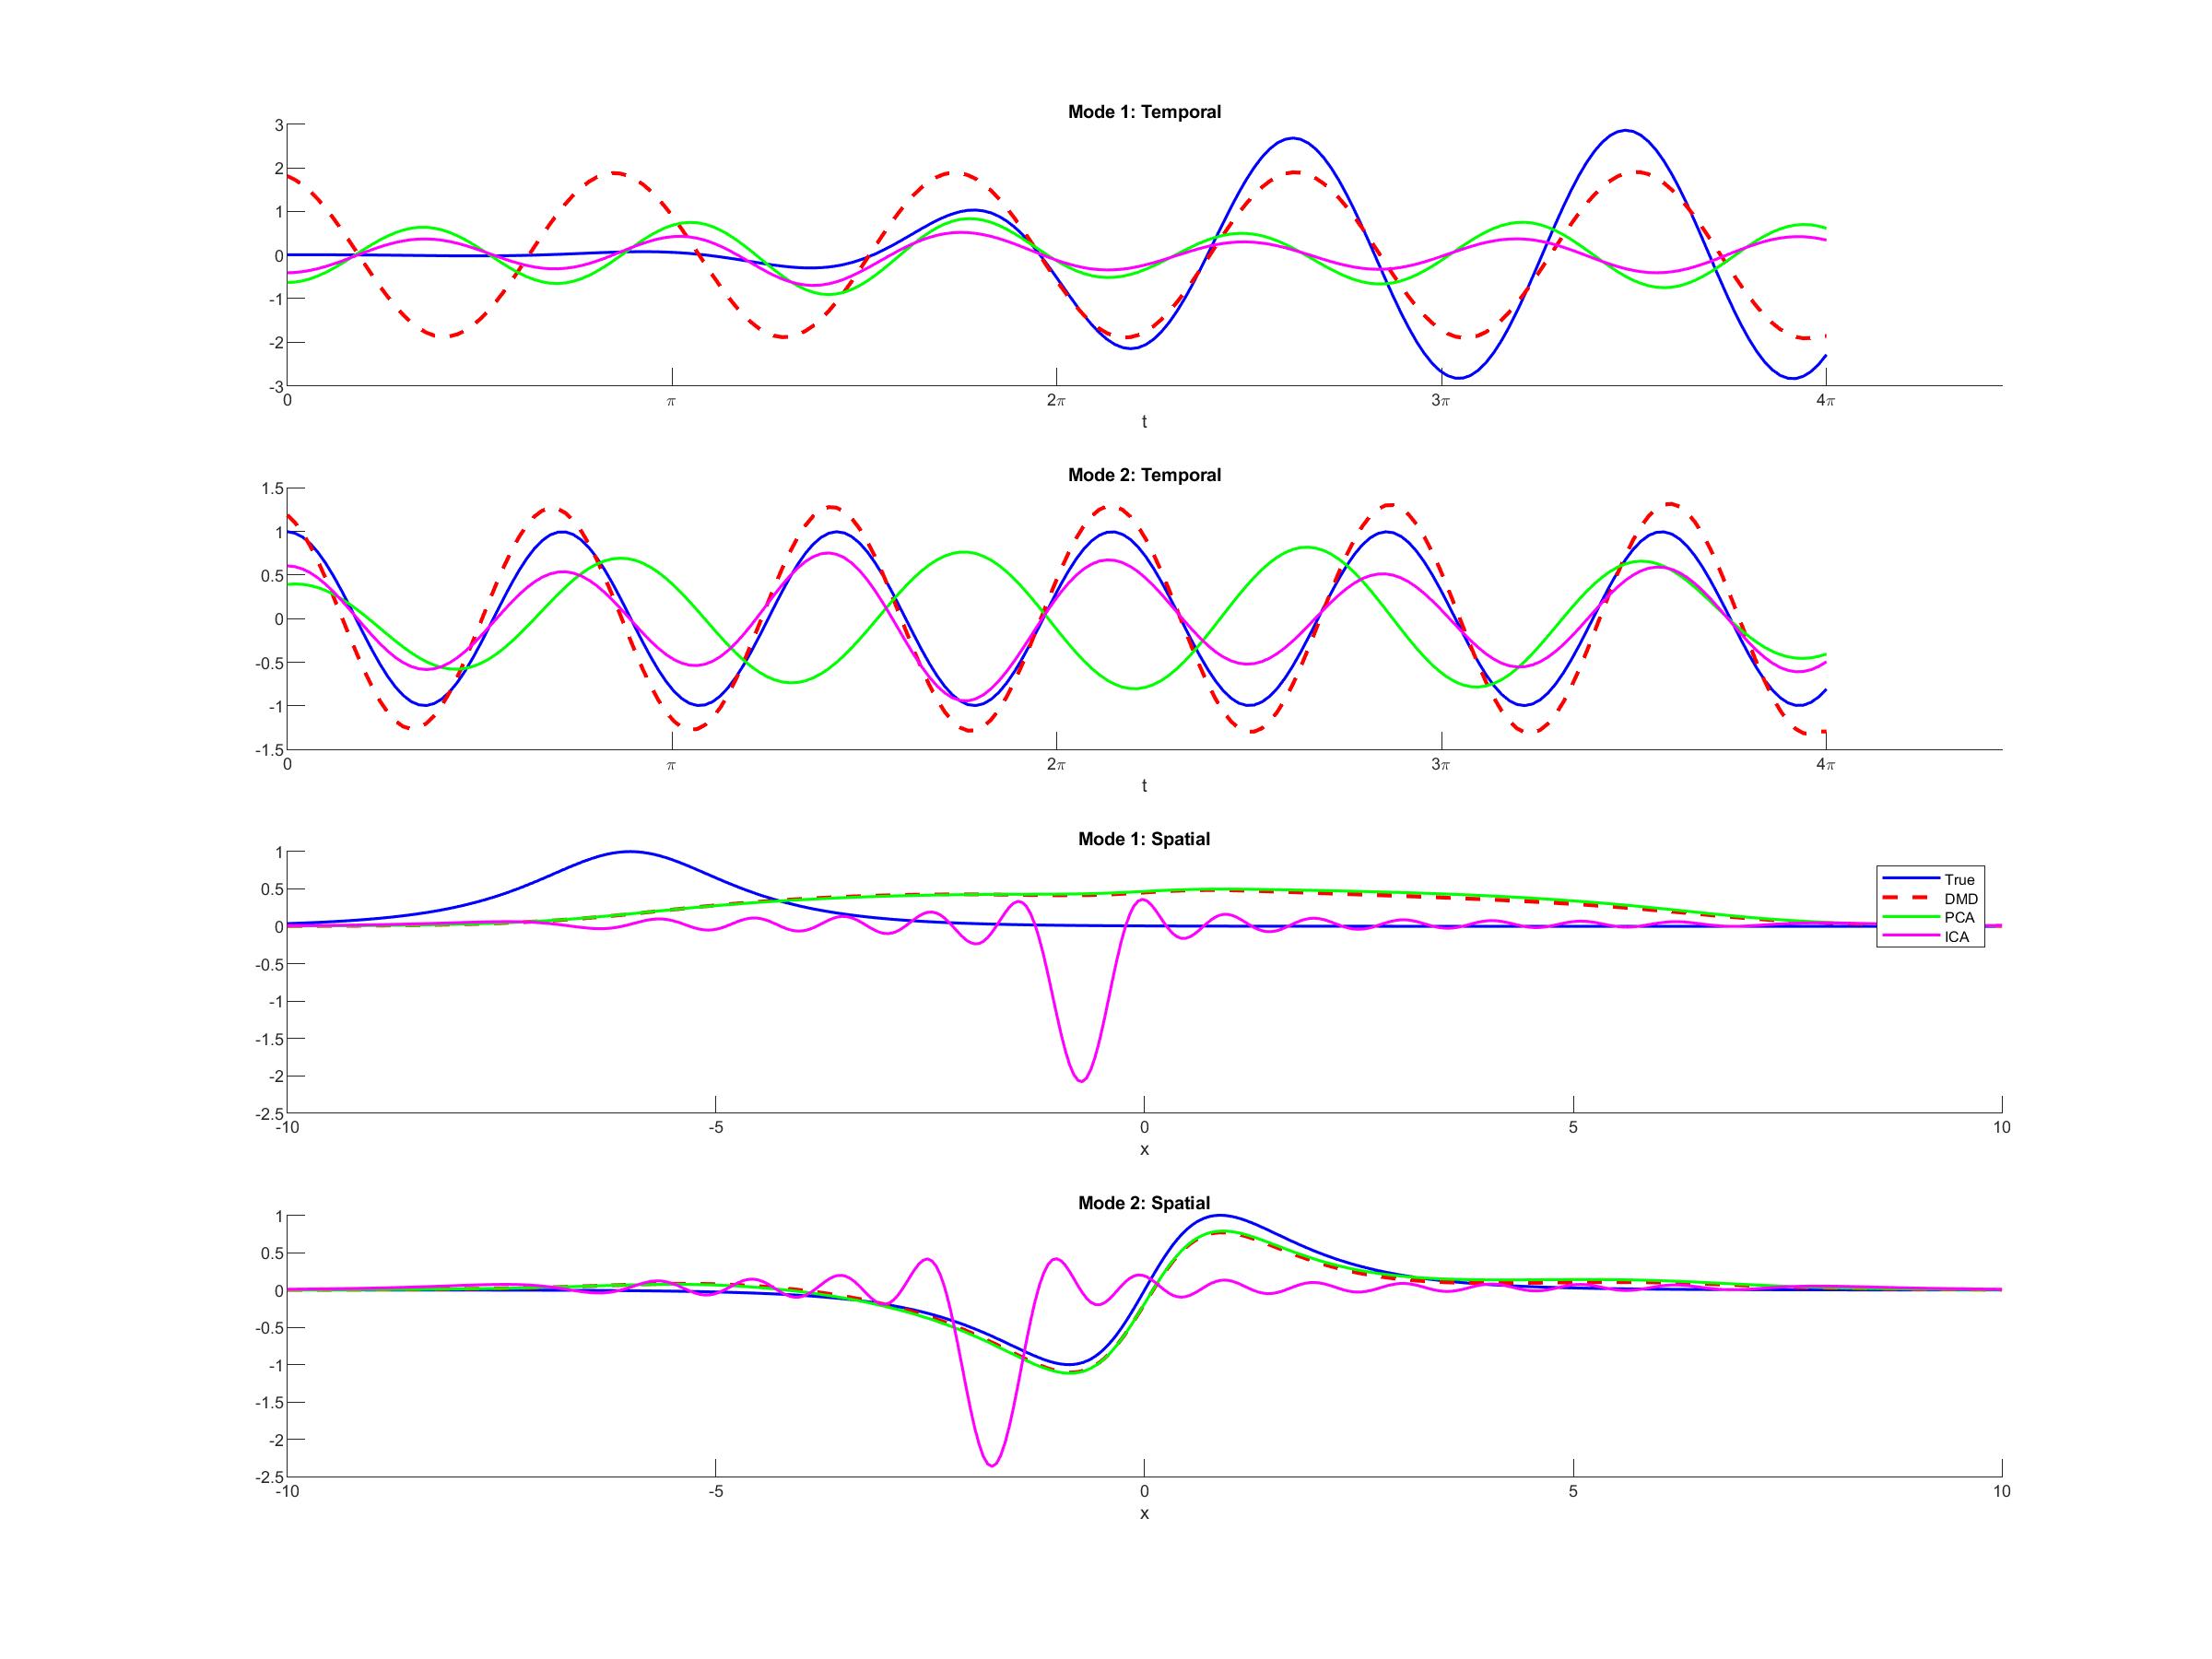 Mode 1: Temporal
3
2
1
0
-1
-2
-3
0 π 2π 3π 4π
t
Mode 2: Temporal
1.5
1
0.5
0
-0.5
-1
-1.5
0 π 2π 3π 4π
t
Mode 1: Spatial
1
0.5
0
-0.5
-1
-1.5
-2
-2.5
True
DMD
PCA
ICA
-10 -5 0 5 10
x
Mode 2: Spatial
1
0.5
0
-0.5
-1
-1.5
-2
-2.5
-10 -5 0 5 10
x